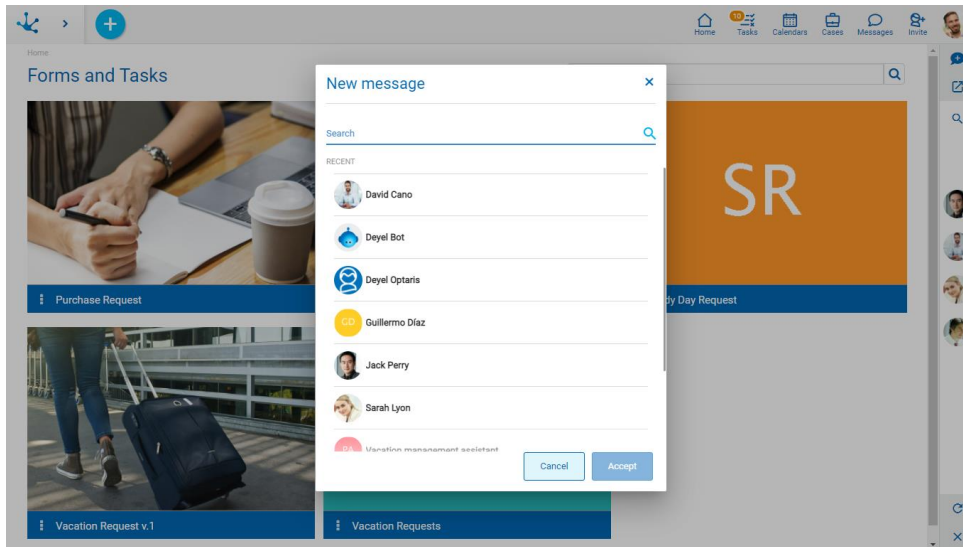 10
Home
Tasks
Calendars
Cases
Messages
Invite
Home
Forms and Tasks
New message
Search
RECENT
David Cano
Deyel Bot
Deyel Optaris
CD
Guillermo Díaz
Jack Perry
Sarah Lyon
Vacation management assistant
Cancel
Accept
SR
Purchase Request
Day Request
Vacation Request v.1
Vacation Requests